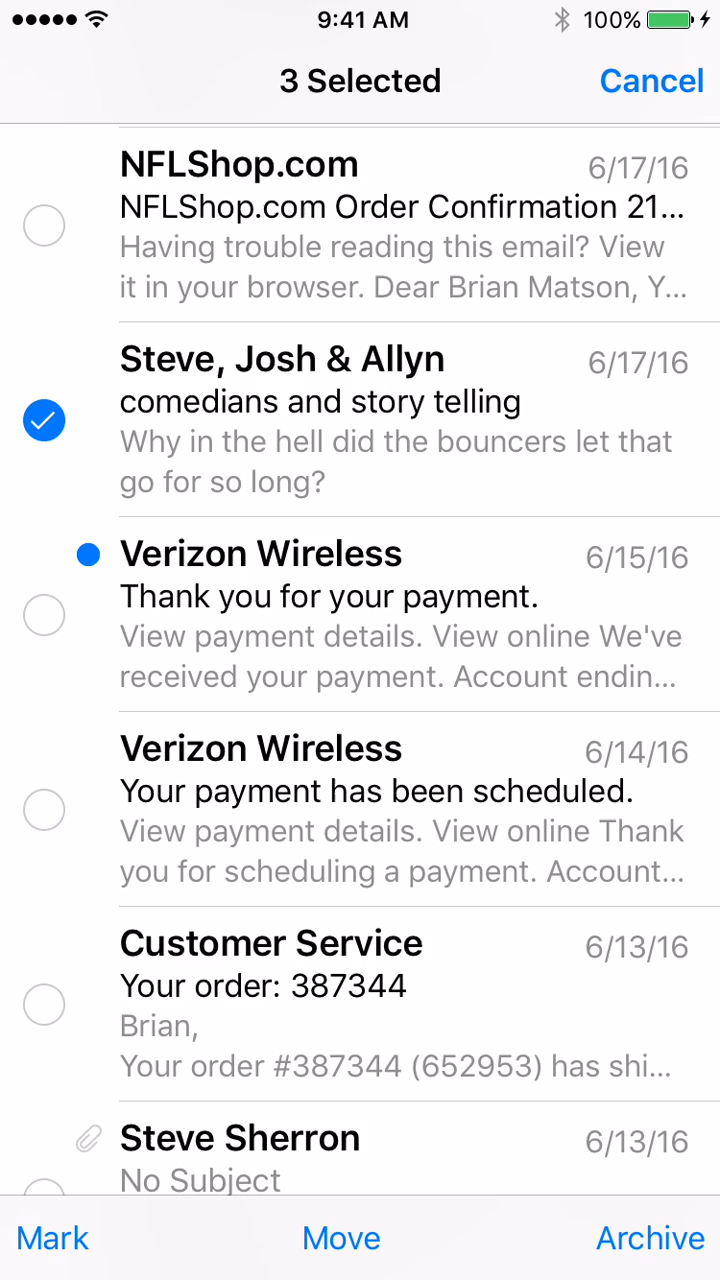 9:41 AM 100%
3 Selected Cancel
NFLShop.com 6/17/16
NFLShop.com Order Confirmation 21...
Having trouble reading this email? View
it in your browser. Dear Brian Matson, Y...
Steve, Josh & Allyn 6/17/16
comedians and story telling
Why in the hell did the bouncers let that
go for so long?
Verizon Wireless 6/15/16
Thank you for your payment.
View payment details. View online We've
received your payment. Account endin...
Verizon Wireless 6/14/16
Your payment has been scheduled.
View payment details. View online Thank
you for scheduling a payment. Account...
Customer Service 6/13/16
Your order: 387344
Brian,
Your order #387344 (652953) has shi...
Steve Sherron 6/13/16
No Subject
Mark Move Archive